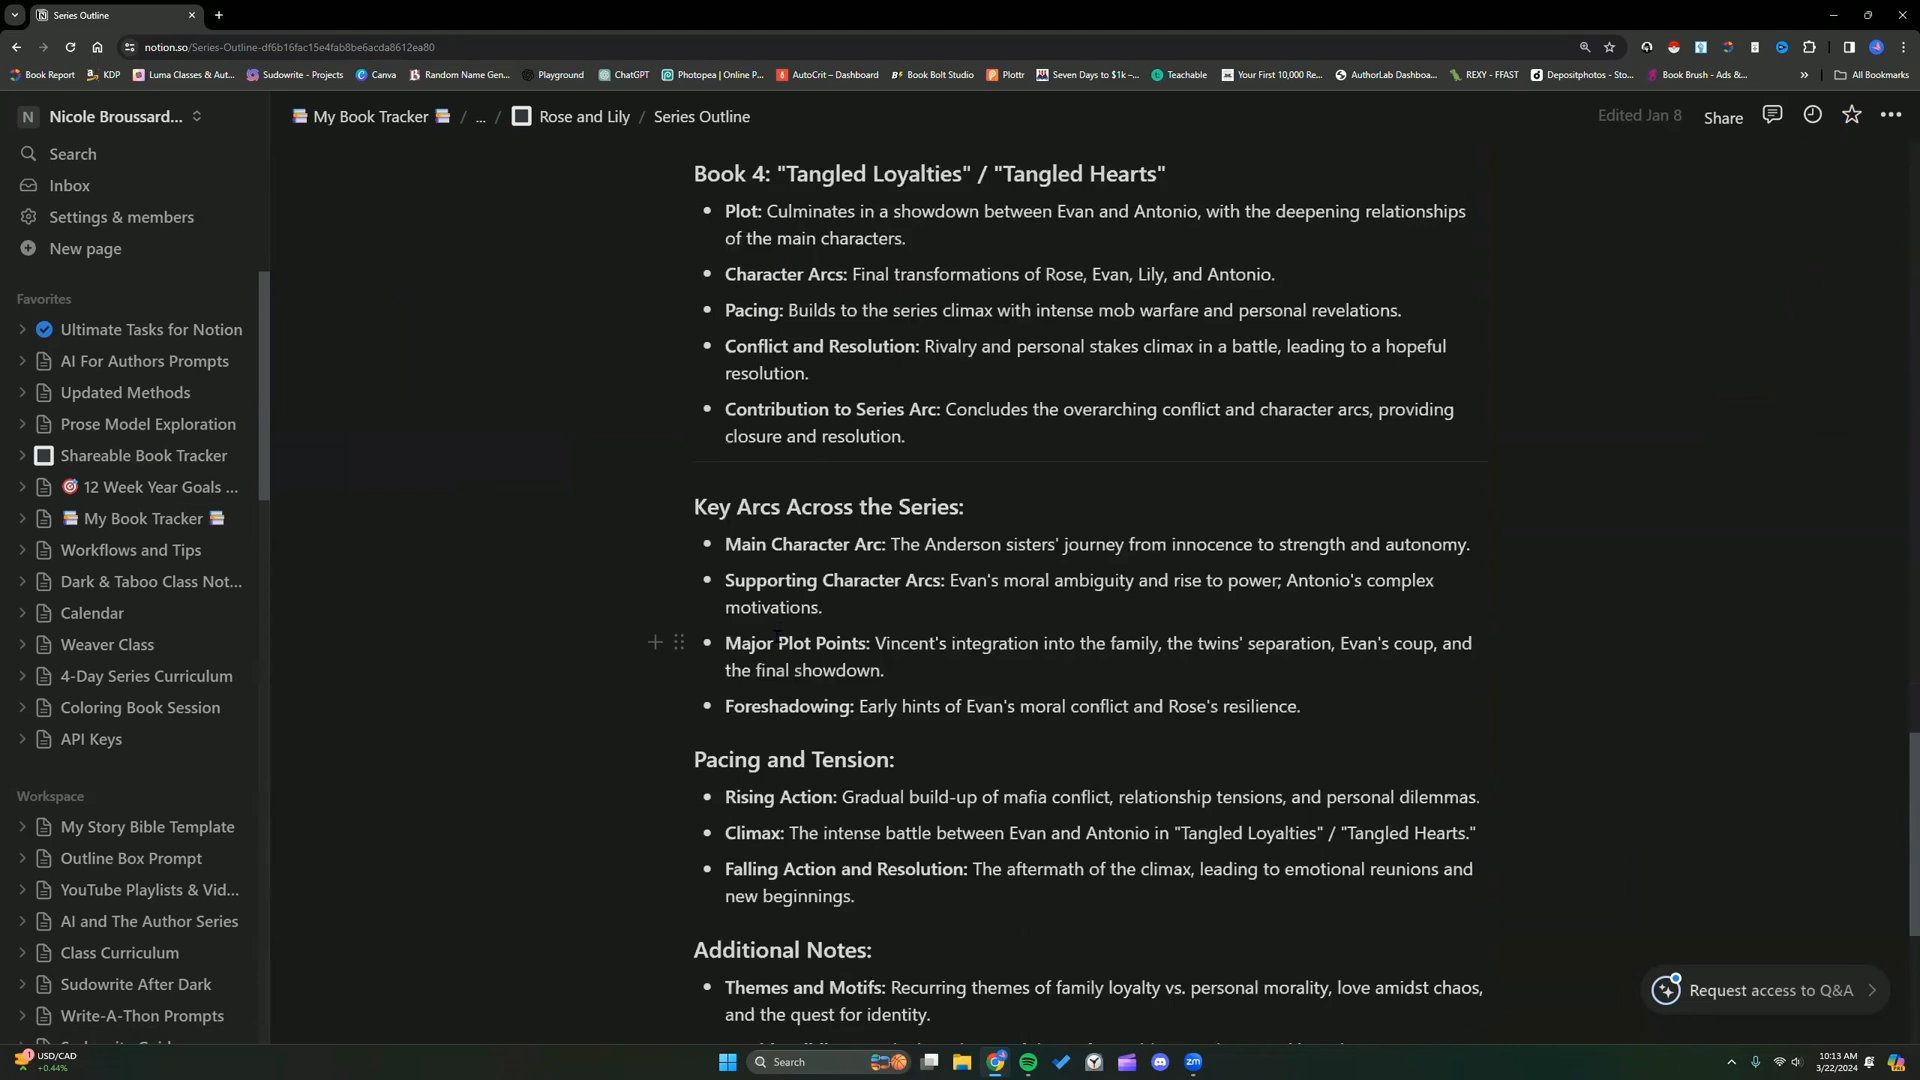 Series Outline
notion.so/Series-Outline-df6b16fac15e4fab8be6acda8612ea80
Book Report
KDP
Luma Classes & Aut...
Sudowrite - Projects
Canva
Random Name Gen...
Playground
ChatGPT
Photopea | Online P...
AutoCrit – Dashboard
Book Bolt Studio
Plottr
Seven Days to $1k –...
Teachable
Your First 10,000 Re...
AuthorLab Dashboa...
REXY - FFAST
Depositphotos - Sto...
Book Brush - Ads &...
All Bookmarks
N Nicole Broussard...
Search
Inbox
Settings & members
New page
Favorites
Ultimate Tasks for Notion
AI For Authors Prompts
Updated Methods
Prose Model Exploration
Shareable Book Tracker
12 Week Year Goals ...
My Book Tracker
Workflows and Tips
Dark & Taboo Class Not...
Calendar
Weaver Class
4-Day Series Curriculum
Coloring Book Session
API Keys
Workspace
My Story Bible Template
Outline Box Prompt
YouTube Playlists & Vid...
AI and The Author Series
Class Curriculum
Sudowrite After Dark
Write-A-Thon Prompts
My Book Tracker / ... / Rose and Lily / Series Outline
Edited Jan 8
Share
Book 4: "Tangled Loyalties" / "Tangled Hearts"
Plot: Culminates in a showdown between Evan and Antonio, with the deepening relationships
of the main characters.
Character Arcs: Final transformations of Rose, Evan, Lily, and Antonio.
Pacing: Builds to the series climax with intense mob warfare and personal revelations.
Conflict and Resolution: Rivalry and personal stakes climax in a battle, leading to a hopeful
resolution.
Contribution to Series Arc: Concludes the overarching conflict and character arcs, providing
closure and resolution.
Key Arcs Across the Series:
Main Character Arc: The Anderson sisters' journey from innocence to strength and autonomy.
Supporting Character Arcs: Evan's moral ambiguity and rise to power; Antonio's complex
motivations.
Major Plot Points: Vincent's integration into the family, the twins' separation, Evan's coup, and
the final showdown.
Foreshadowing: Early hints of Evan's moral conflict and Rose's resilience.
Pacing and Tension:
Rising Action: Gradual build-up of mafia conflict, relationship tensions, and personal dilemmas.
Climax: The intense battle between Evan and Antonio in "Tangled Loyalties" / "Tangled Hearts."
Falling Action and Resolution: The aftermath of the climax, leading to emotional reunions and
new beginnings.
Additional Notes:
Themes and Motifs: Recurring themes of family loyalty vs. personal morality, love amidst chaos,
and the quest for identity.
Request access to Q&A
USD/CAD
+0.44%
Search
10:13 AM
3/22/2024